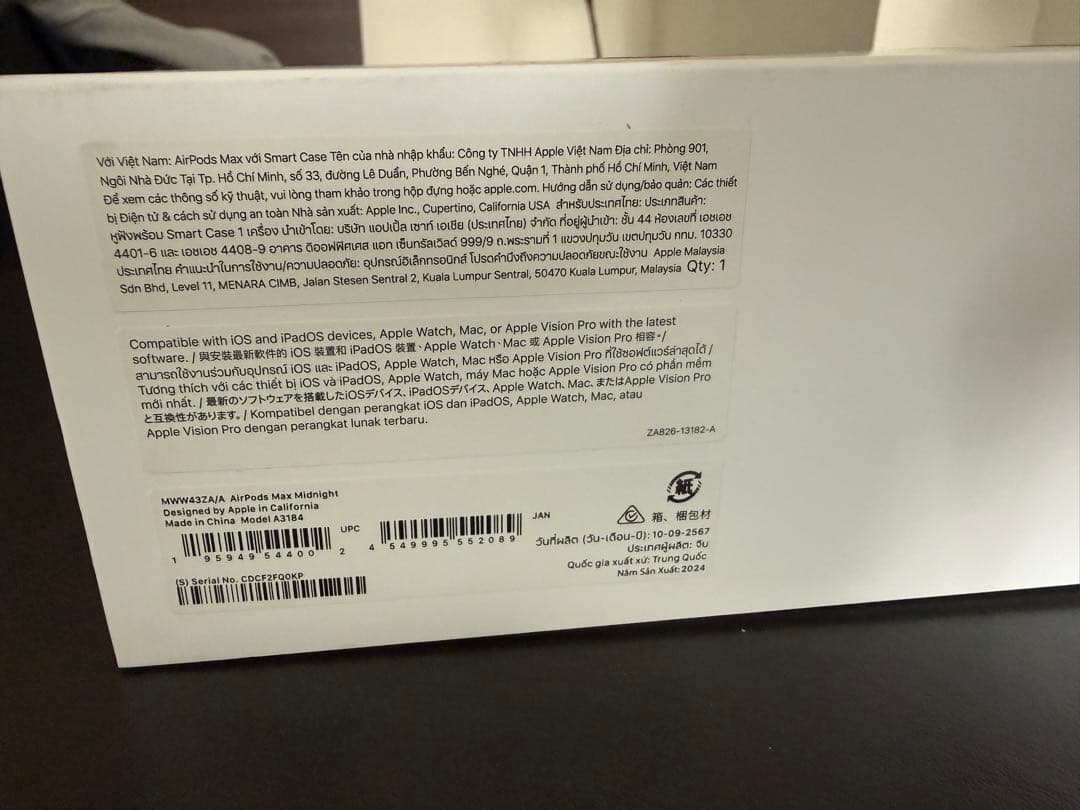 Với Việt Nam: AirPods Max với Smart Case Tên của nhà nhập khẩu: Công ty TNHH Apple Việt Nam Địa chỉ: Phòng 901,
Ngôi Nhà Đức Tại Tp. Hồ Chí Minh, số 33, đường Lê Duẩn, Phường Bến Nghé, Quận 1, Thành phố Hồ Chí Minh, Việt Nam
Để xem các thông số kỹ thuật, vui lòng tham khảo trong hộp đựng hoặc apple.com. Hướng dẫn sử dụng/bảo quản: Các thiết
bị Điện tử & cách sử dụng an toàn Nhà sản xuất: Apple Inc., Cupertino, California USA สำหรับประเทศไทย: ประเภทสินค้า:
หูฟังพร้อม Smart Case 1 เครื่อง นำเข้าโดย: บริษัท แอปเปิ้ล เซาท์ เอเชีย (ประเทศไทย) จำกัด ที่อยู่ผู้นำเข้า: ชั้น 44 ห้องเลขที่ เอชเอช
4401-6 และ เอชเอช 4408-9 อาคาร ดิออฟฟิศเศส แอท เซ็นทรัลเวิลด์ 999/9 ถ.พระรามที่ 1 แขวงปทุมวัน เขตปทุมวัน กทม. 10330
ประเทศไทย คำแนะนำในการใช้งาน/ความปลอดภัย: อุปกรณ์อิเล็กทรอนิกส์ โปรดคำนึงถึงความปลอดภัยขณะใช้งาน Apple Malaysia
Sdn Bhd, Level 11, MENARA CIMB, Jalan Stesen Sentral 2, Kuala Lumpur Sentral, 50470 Kuala Lumpur, Malaysia Qty: 1
Compatible with iOS and iPadOS devices, Apple Watch, Mac, or Apple Vision Pro with the latest
software. / 與安裝最新軟件的 iOS 裝置和 iPadOS 裝置、Apple Watch、Mac 或 Apple Vision Pro 相容。/
สามารถใช้งานร่วมกับอุปกรณ์ iOS และ iPadOS, Apple Watch, Mac หรือ Apple Vision Pro ที่ใช้ซอฟต์แวร์ล่าสุดได้ /
Tương thích với các thiết bị iOS và iPadOS, Apple Watch, máy Mac hoặc Apple Vision Pro có phần mềm
mới nhất. / 最新のソフトウェアを搭載したiOSデバイス、iPadOSデバイス、Apple Watch、Mac、またはApple Vision Pro
と互換性があります。/ Kompatibel dengan perangkat iOS dan iPadOS, Apple Watch, Mac, atau
Apple Vision Pro dengan perangkat lunak terbaru.
ZA826-13182-A
MWW43ZA/A AirPods Max Midnight
Designed by Apple in California
Made in China Model A3184
UPC
1 95949 54400 2
JAN
4 549995 552089
(S) Serial No. CDCF2FQ0KP
紙
箱、梱包材
วันที่ผลิต (วัน-เดือน-ปี): 10-09-2567
ประเทศผู้ผลิต: จีน
Quốc gia xuất xứ: Trung Quốc
Năm Sản Xuất: 2024